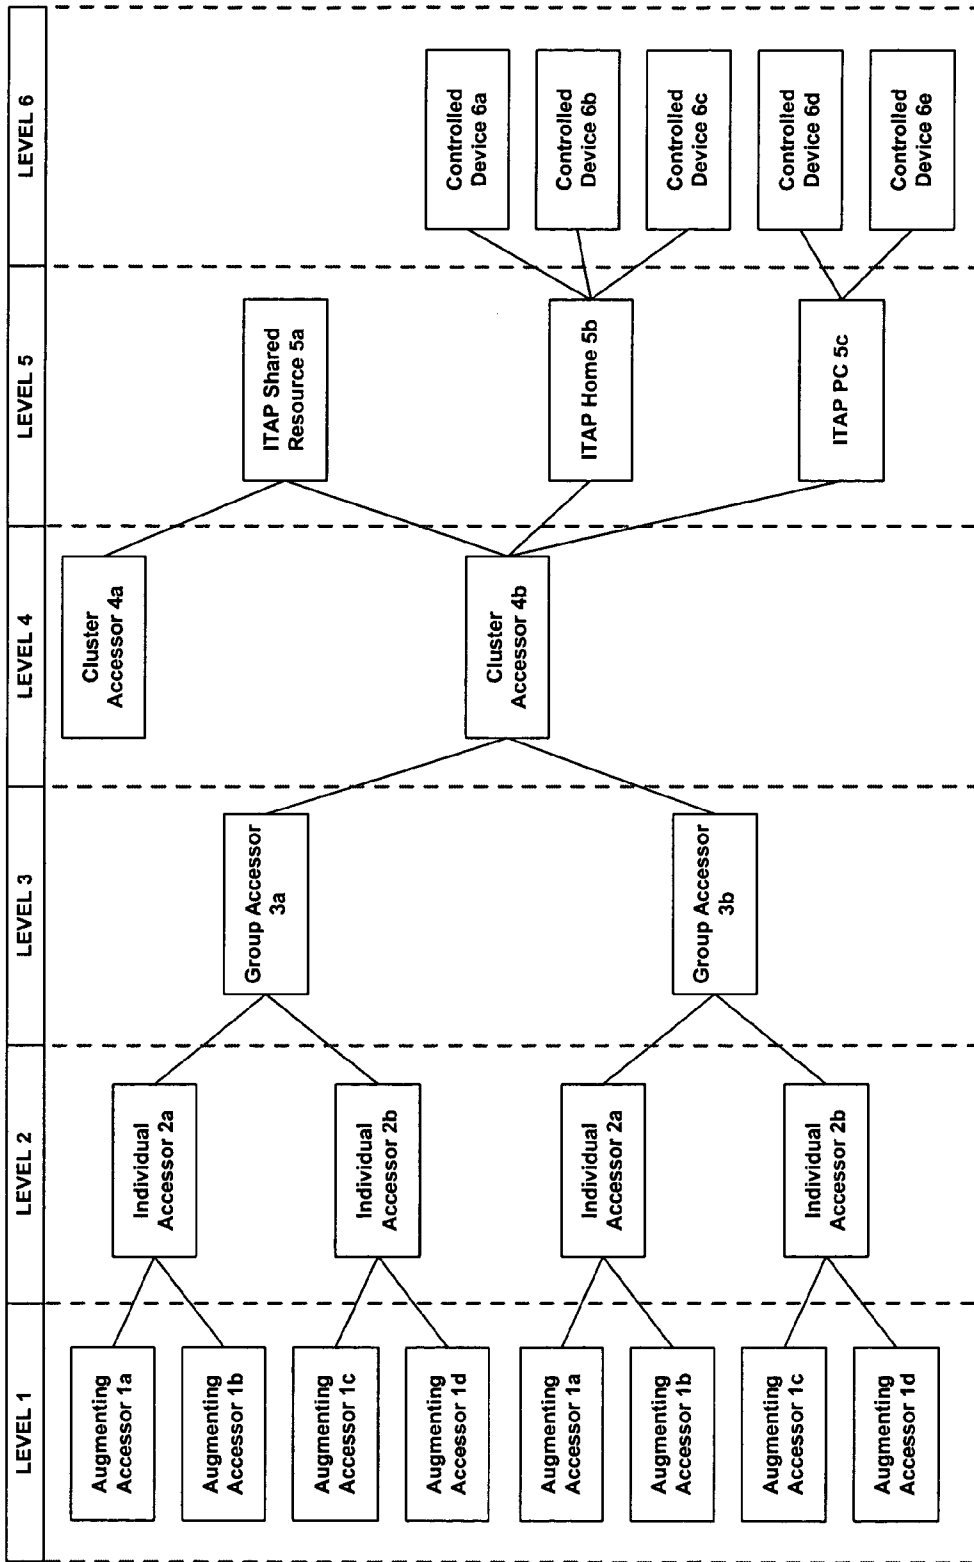 LEVEL 1
LEVEL 2
LEVEL 3
LEVEL 4
LEVEL 5
LEVEL 6
Augmenting
Accessor 1a
Augmenting
Accessor 1b
Augmenting
Accessor 1c
Augmenting
Accessor 1d
Augmenting
Accessor 1a
Augmenting
Accessor 1b
Augmenting
Accessor 1c
Augmenting
Accessor 1d
Individual
Accessor 2a
Individual
Accessor 2b
Individual
Accessor 2a
Individual
Accessor 2b
Group Accessor
3a
Group Accessor
3b
Cluster
Accessor 4a
Cluster
Accessor 4b
ITAP Shared
Resource 5a
ITAP Home 5b
ITAP PC 5c
Controlled
Device 6a
Controlled
Device 6b
Controlled
Device 6c
Controlled
Device 6d
Controlled
Device 6e